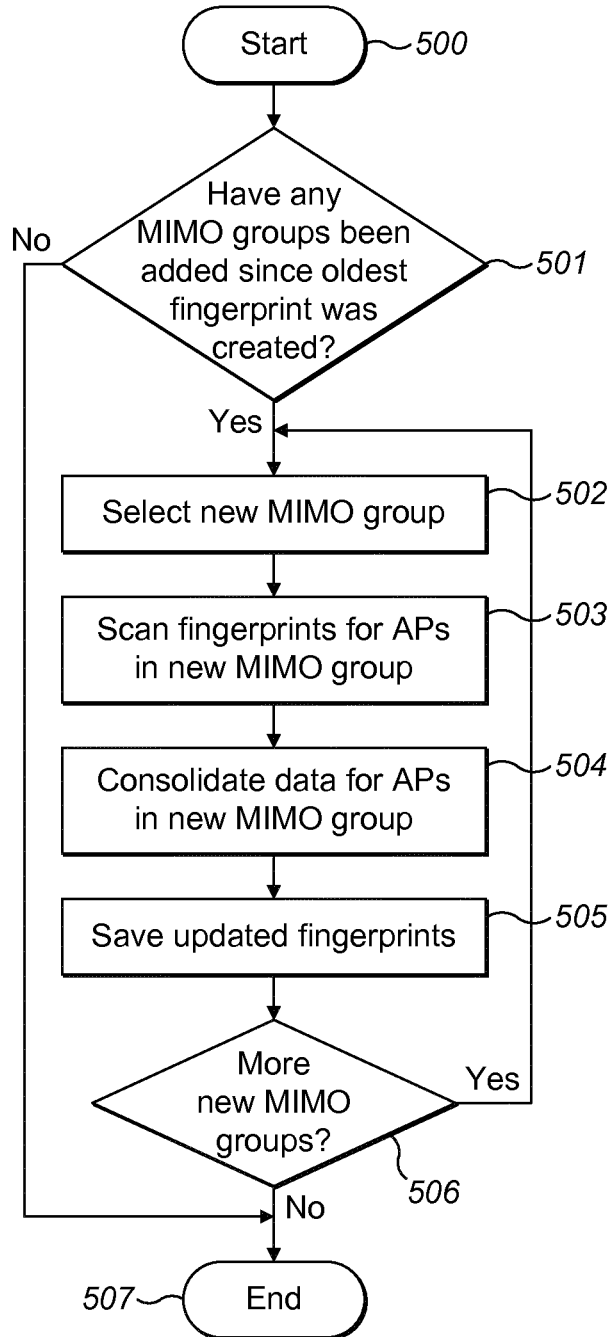 Start
500
Have any
MIMO groups been
added since oldest
fingerprint was
created?
501
No
Yes
Select new MIMO group
502
Scan fingerprints for APs
in new MIMO group
503
Consolidate data for APs
in new MIMO group
504
Save updated fingerprints
505
More
new MIMO
groups?
Yes
506
No
End
507